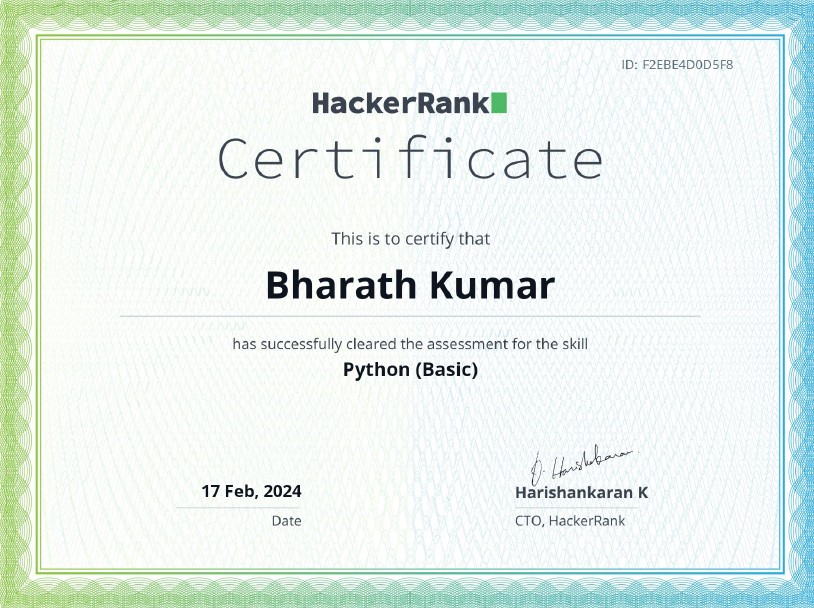 ID: F2EBE4D0D5F8
HackerRank
Certificate
This is to certify that
Bharath Kumar
has successfully cleared the assessment for the skill
Python (Basic)
17 Feb, 2024
Date
Harishankaran K
CTO, HackerRank